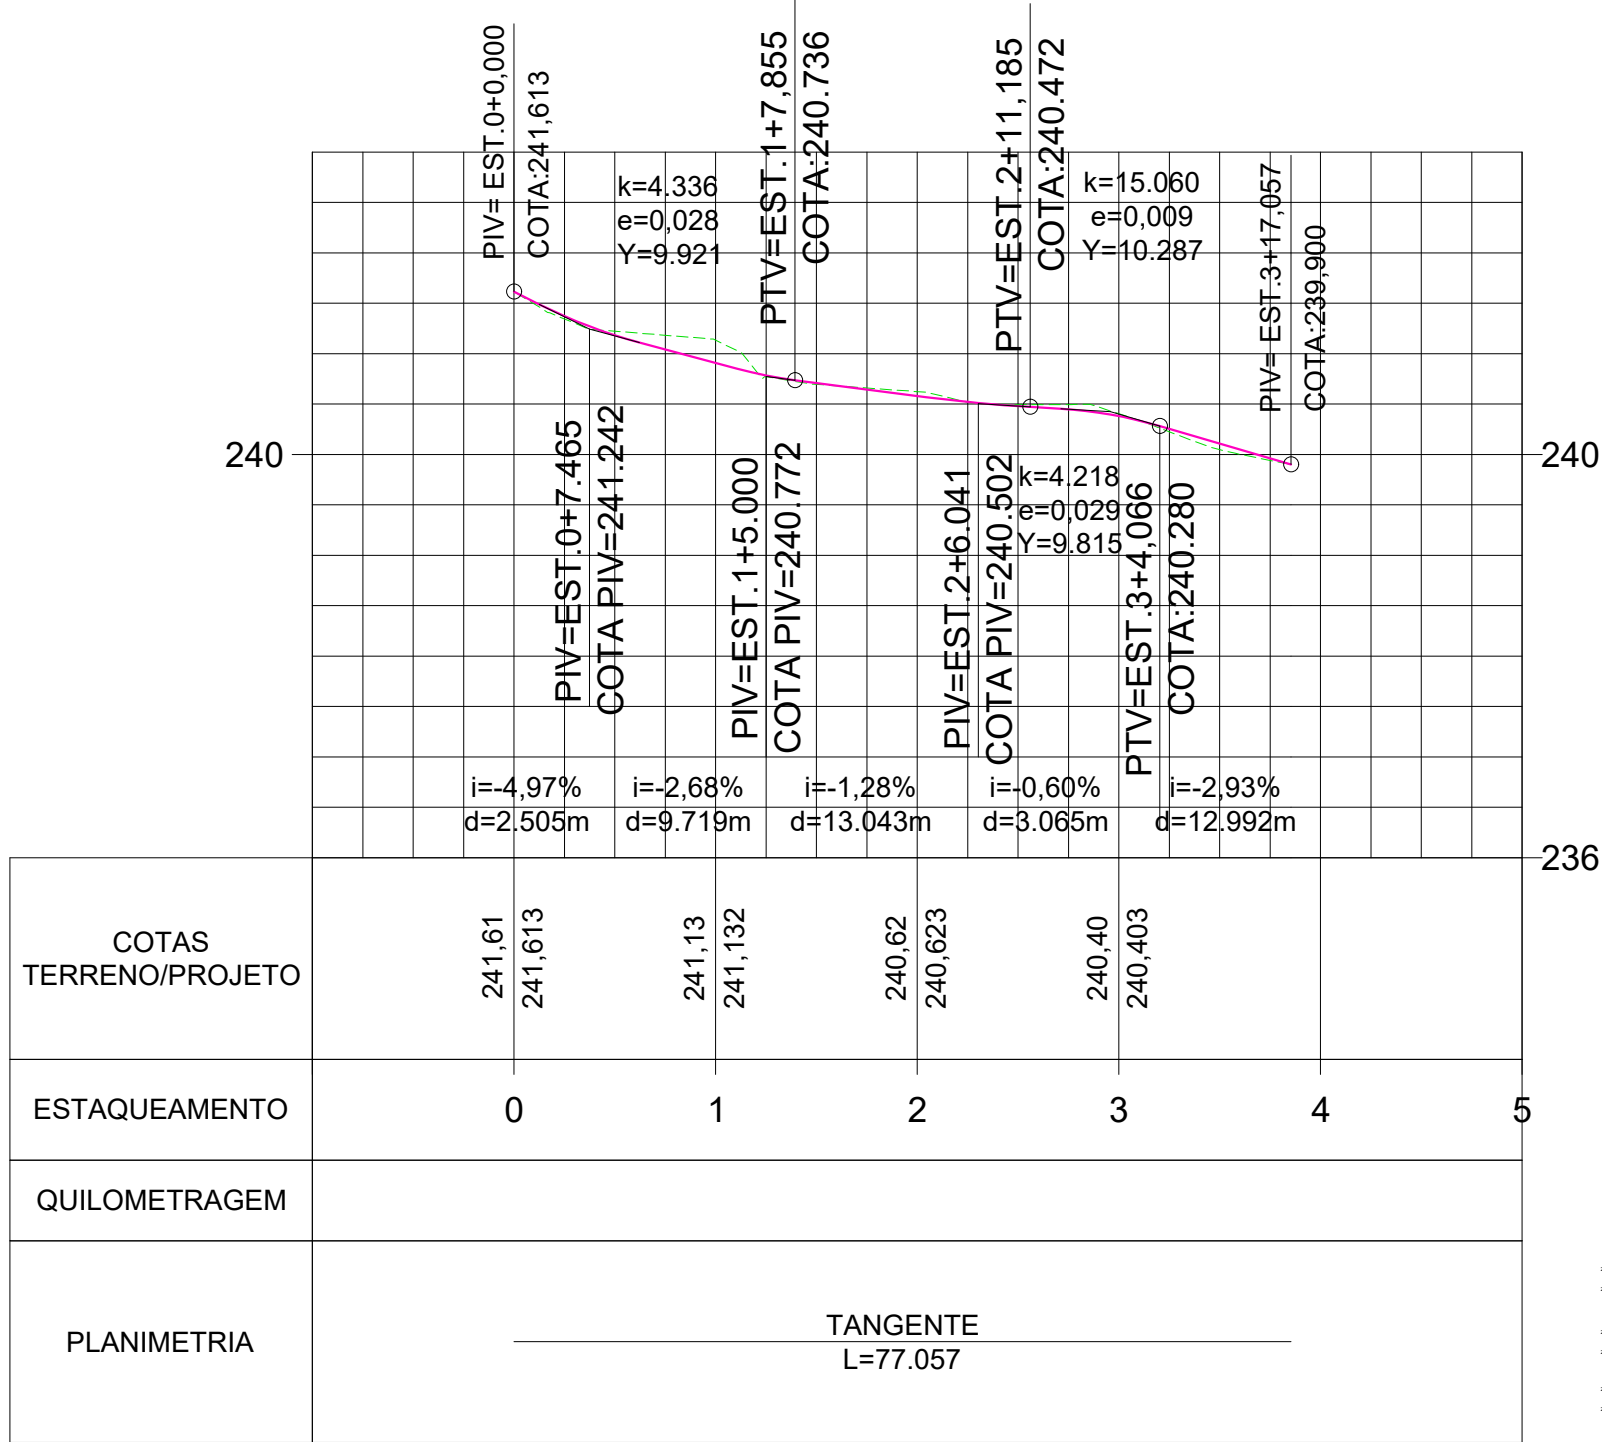 PIV= EST.0+0,000
COTA:241,613
k=4.336
e=0,028
Y=9.921
PTV=EST.1+7,855
COTA:240.736
PTV=EST.2+11,185
COTA:240.472
k=15.060
e=0,009
Y=10.287
PIV= EST.3+17,057
COTA:239,900
240
240
PIV=EST.0+7.465
COTA PIV=241.242
PIV=EST.1+5.000
COTA PIV=240.772
PIV=EST.2+6.041
COTA PIV=240.502
k=4.218
e=0,029
Y=9.815
PTV=EST.3+4,066
COTA:240.280
i=-4,97%
d=2.505m
i=-2,68%
d=9.719m
i=-1,28%
d=13.043m
i=-0,60%
d=3.065m
i=-2,93%
d=12.992m
236
COTAS
TERRENO/PROJETO
241,61
241,613
241,13
241,132
240,62
240,623
240,40
240,403
ESTAQUEAMENTO
0
1
2
3
4
5
QUILOMETRAGEM
PLANIMETRIA
TANGENTE
L=77.057